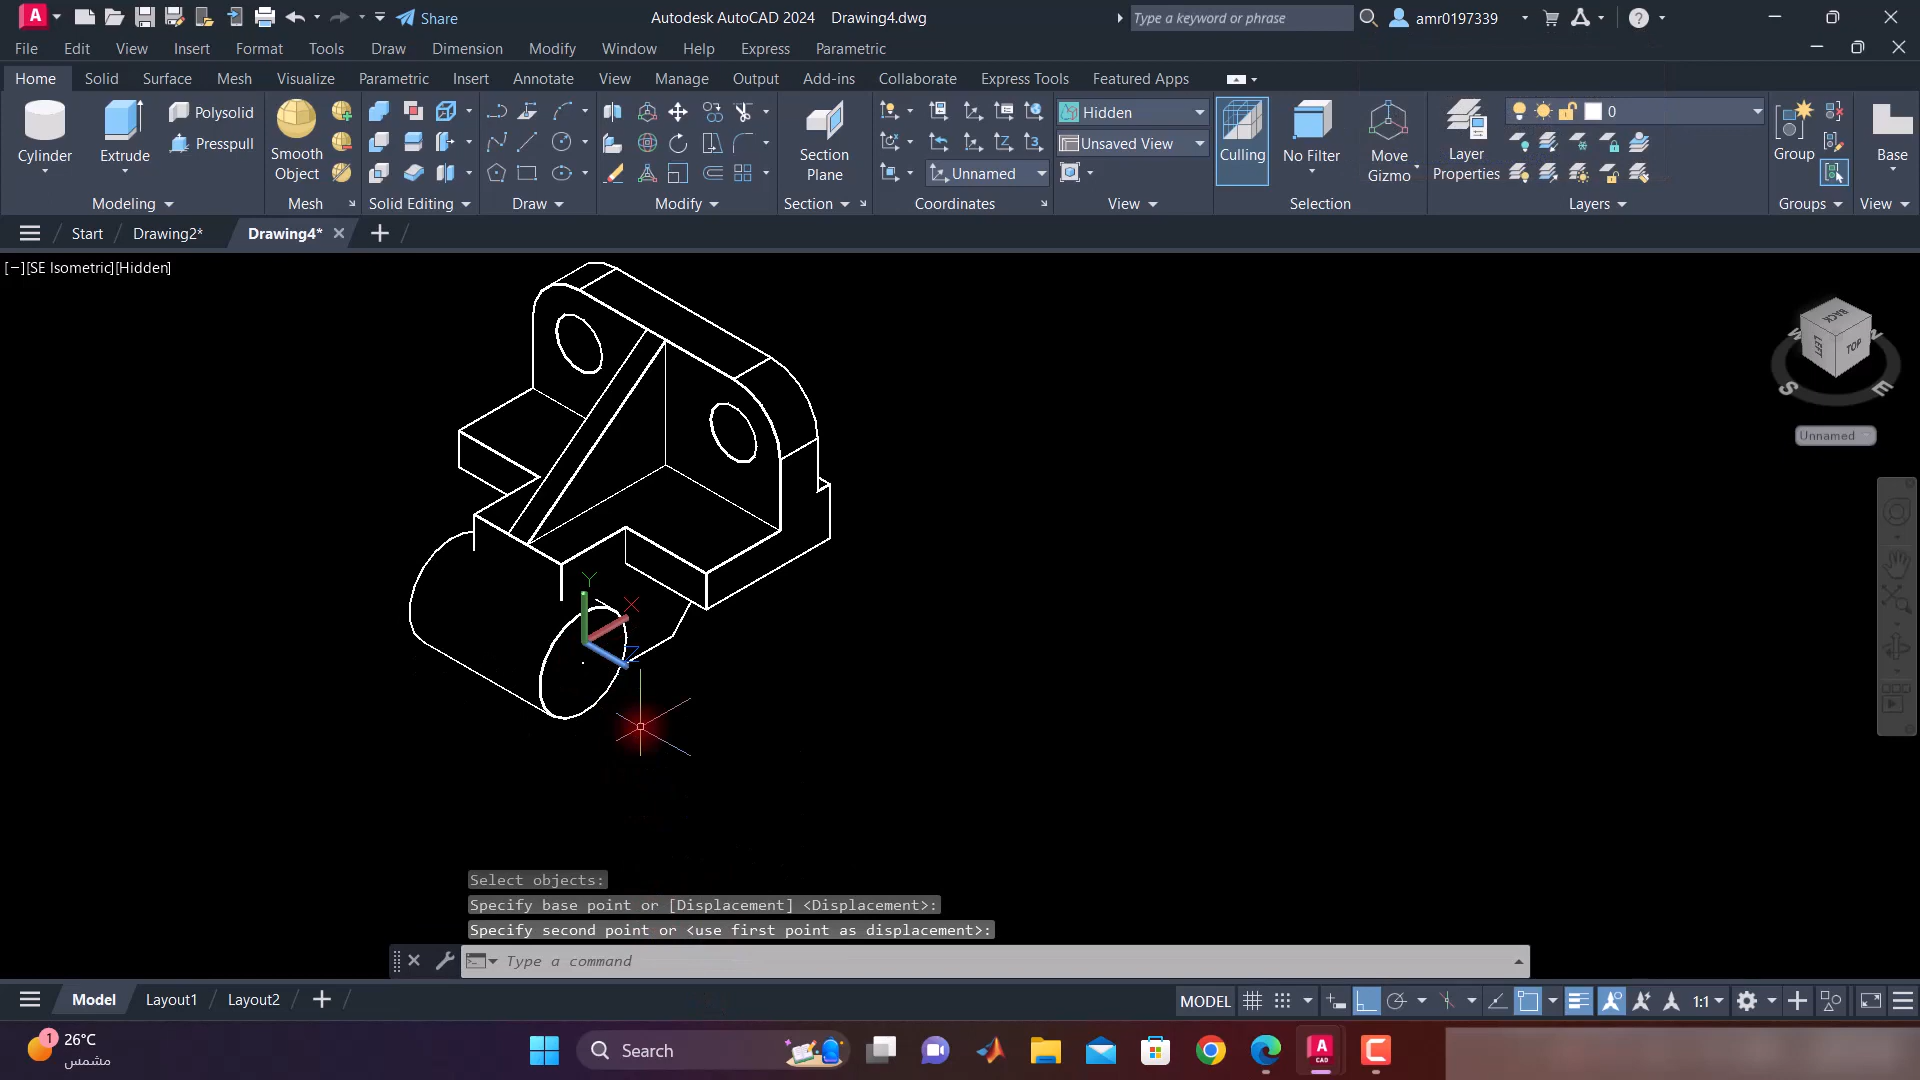 Share
Autodesk AutoCAD 2024 Drawing4.dwg
Type a keyword or phrase
amr0197339
File Edit View Insert Format Tools Draw Dimension Modify Window Help Express Parametric
Home Solid Surface Mesh Visualize Parametric Insert Annotate View Manage Output Add-ins Collaborate Express Tools Featured Apps
Cylinder
Extrude
Polysolid
Presspull
Smooth
Object
Section
Plane
Hidden
Unsaved View
Unnamed
Culling
No Filter
Move
Gizmo
Layer
Properties
0
Group
Base
Modeling Mesh Solid Editing Draw Modify Section Coordinates View Selection Layers Groups View
Start Drawing2* Drawing4*
[−][SE Isometric][Hidden]
BACK
LEFT
TOP
W
N
S
E
Unnamed
Y
X
Z
Select objects:
Specify base point or [Displacement] <Displacement>:
Specify second point or <use first point as displacement>:
Type a command
Model Layout1 Layout2
MODEL
1:1
1
26°C
مشمس
Search
A
CAD